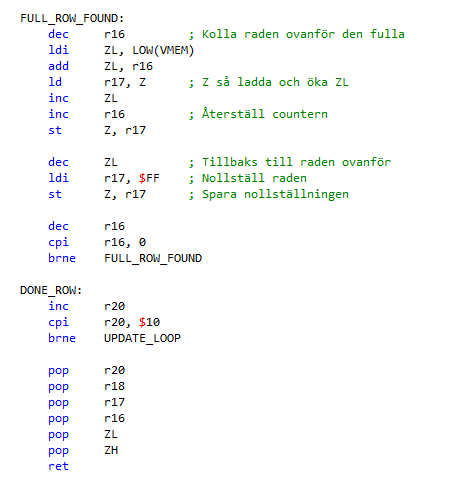 FULL_ROW_FOUND:
dec r16 ; Kolla raden ovanför den fulla
ldi ZL, LOW(VMEM)
add ZL, r16
ld r17, Z ; Z så ladda och öka ZL
inc ZL
inc r16 ; Återställ countern
st Z, r17
dec ZL ; Tillbaks till raden ovanför
ldi r17, $FF ; Nollställ raden
st Z, r17 ; Spara nollställningen
dec r16
cpi r16, 0
brne FULL_ROW_FOUND
DONE_ROW:
inc r20
cpi r20, $10
brne UPDATE_LOOP
pop r20
pop r18
pop r17
pop r16
pop ZL
pop ZH
ret